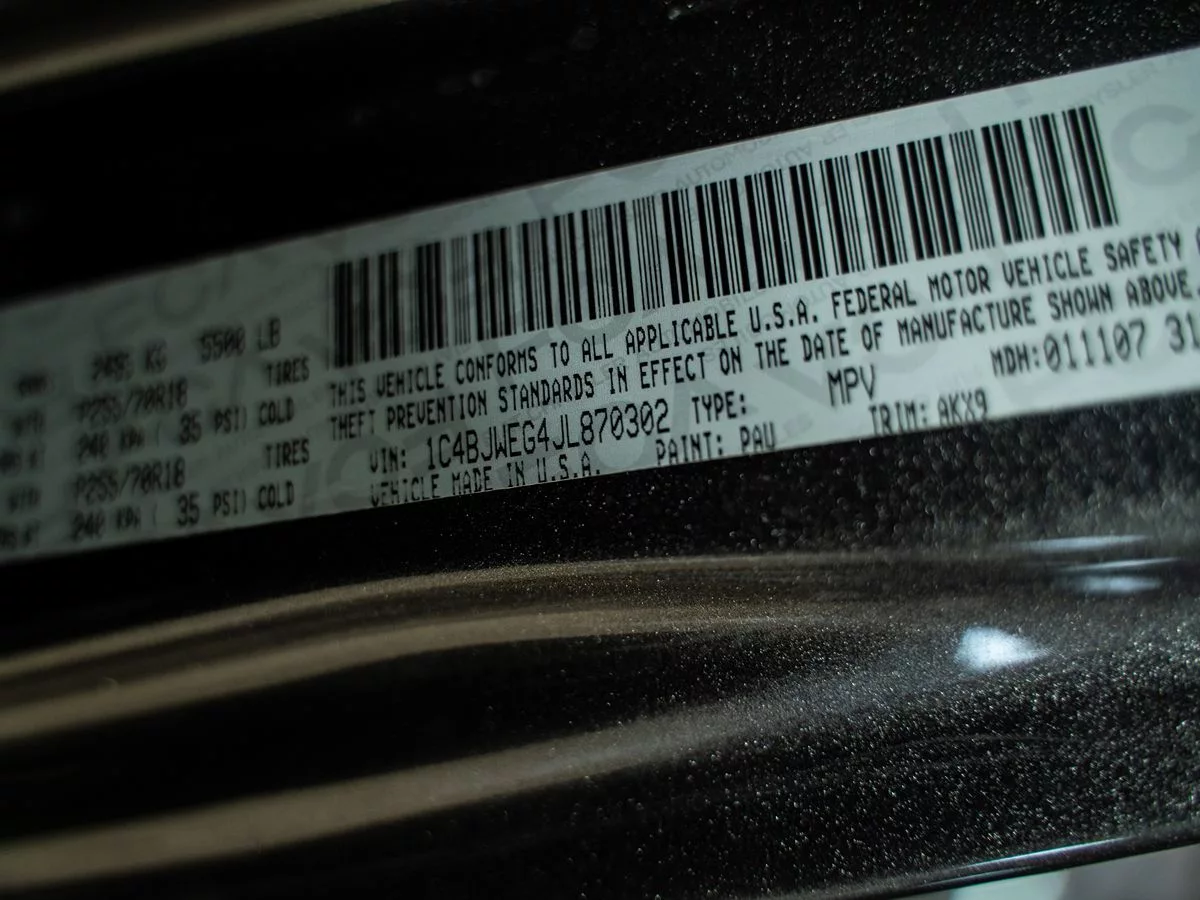 2495 KG 5500 LB
P255/70R18 TIRES
240 KPA ( 35 PSI) COLD
P255/70R18 TIRES
240 KPA ( 35 PSI) COLD
THIS VEHICLE CONFORMS TO ALL APPLICABLE U.S.A. FEDERAL MOTOR VEHICLE SAFETY
THEFT PREVENTION STANDARDS IN EFFECT ON THE DATE OF MANUFACTURE SHOWN ABOVE.
VIN: 1C4BJWEG4JL870302 TYPE: MPV MDH:011107 31
VEHICLE MADE IN U.S.A. PAINT: PAU TRIM: AKX9